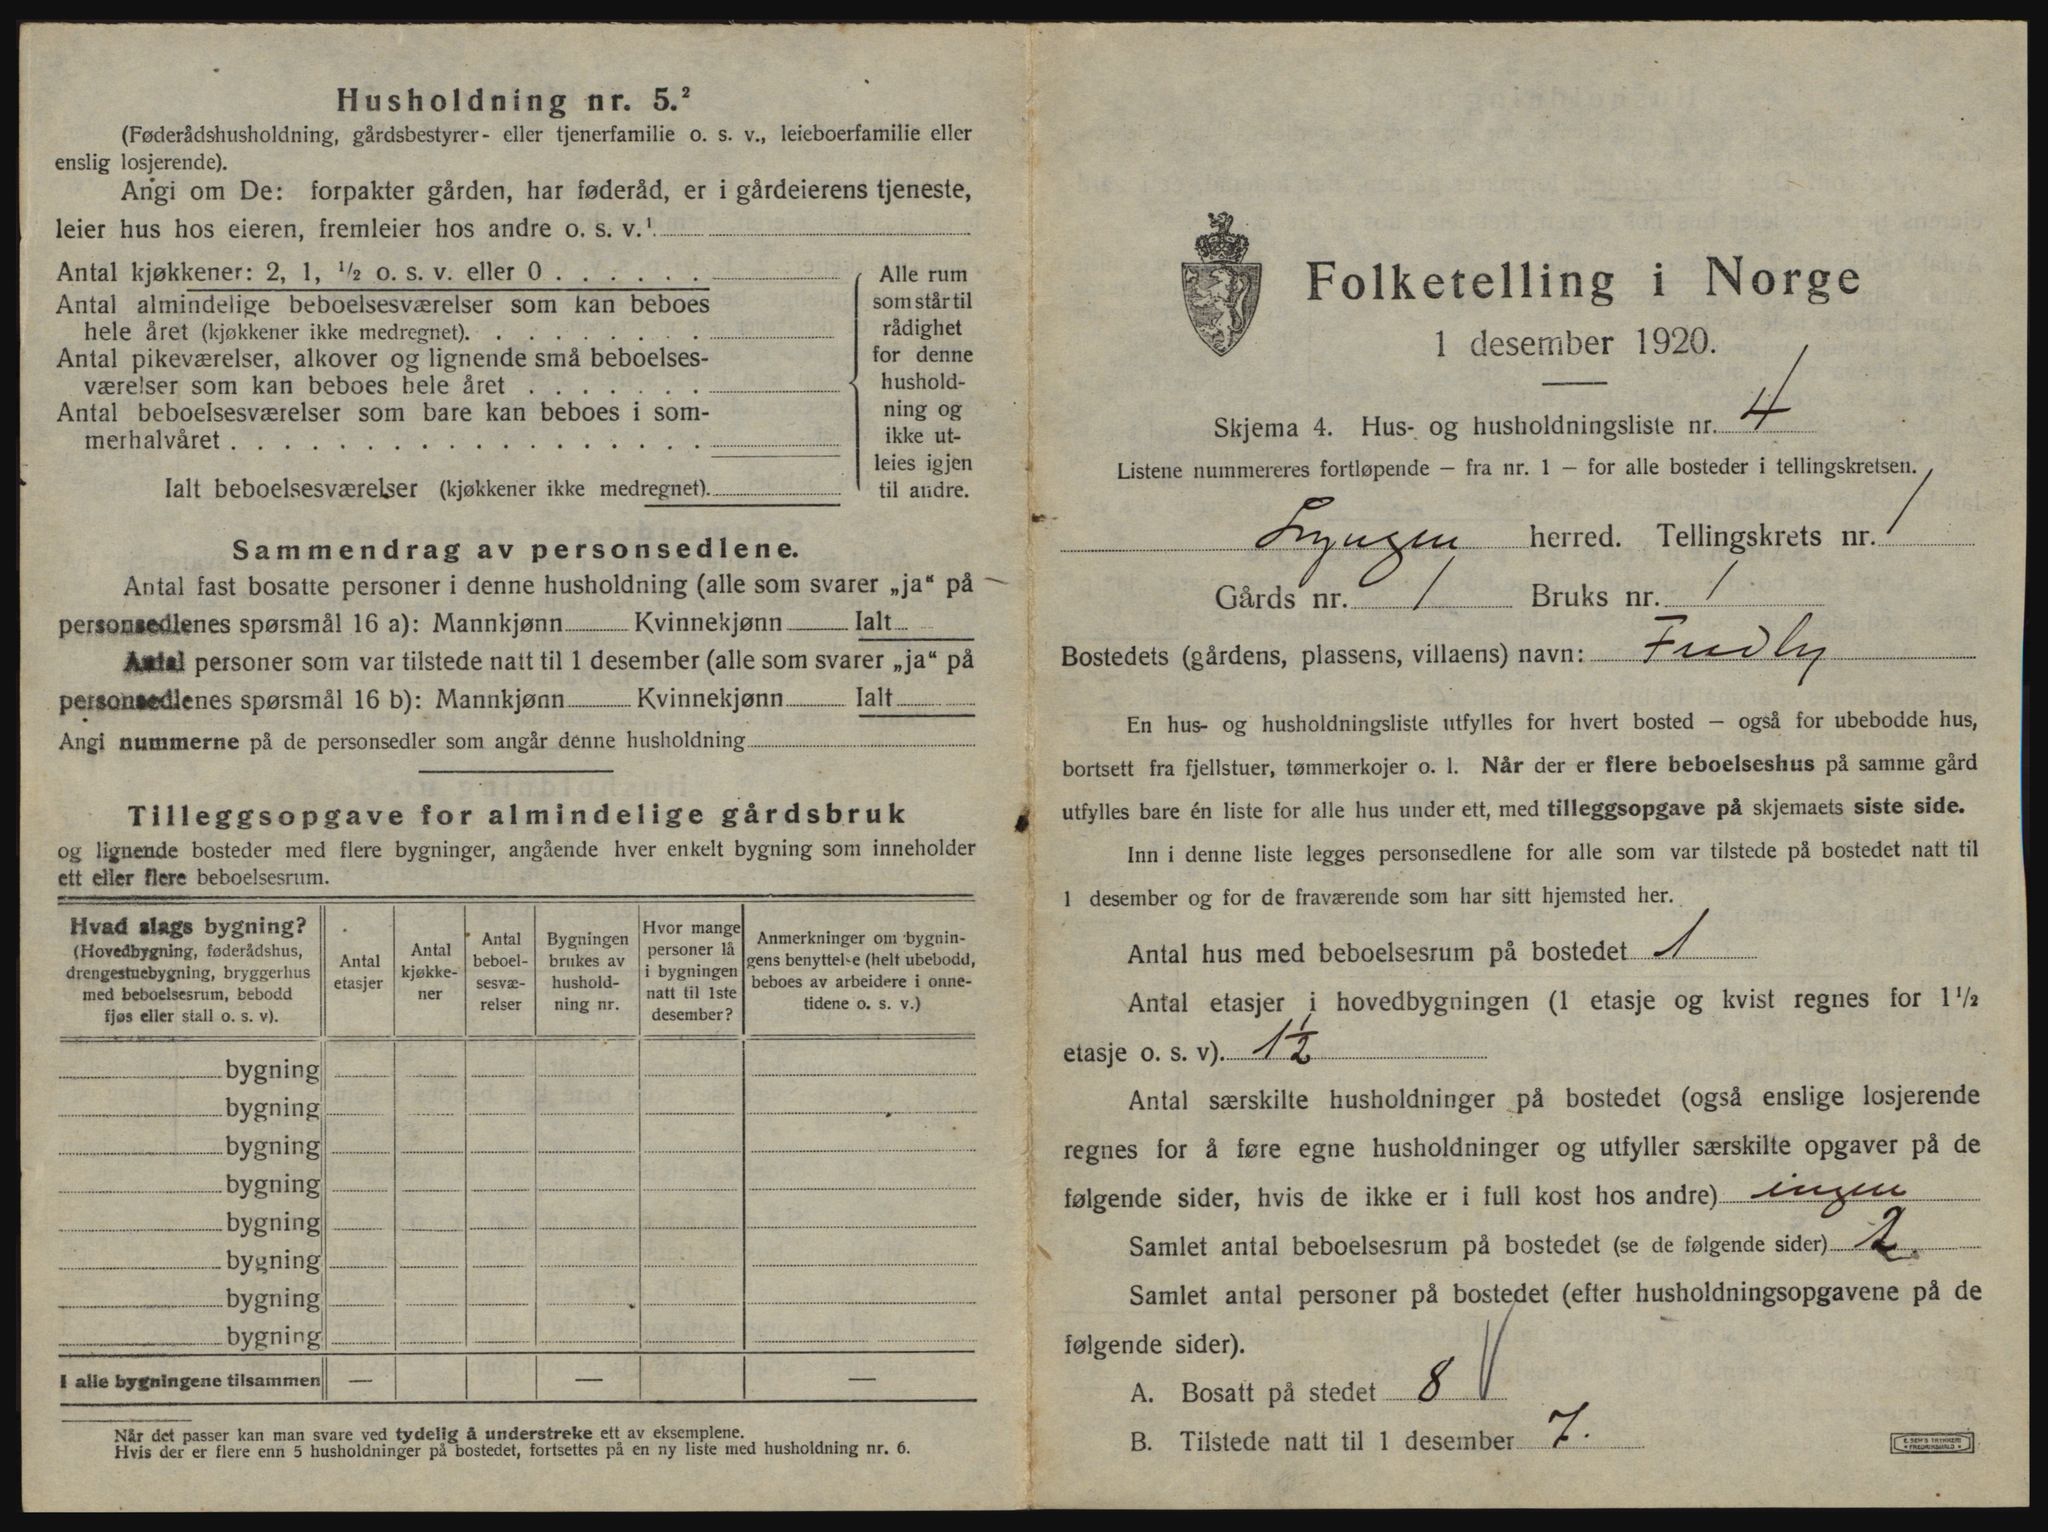 Husholdning nr. 5.²
(Føderådshusholdning, gårdsbestyrer- eller tjenerfamilie o. s. v., leieboerfamilie eller
enslig losjerende).
Angi om De: forpakter gården, har føderåd, er i gårdeierens tjeneste,
leier hus hos eieren, fremleier hos andre o. s. v.¹
Antal kjøkkener: 2, 1, ½ o. s. v. eller 0 . . . . . .
Antal almindelige beboelsesværelser som kan beboes
hele året (kjøkkener ikke medregnet). . . . . . . . .
Antal pikeværelser, alkover og lignende små beboelses-
værelser som kan beboes hele året . . . . . . .
Antal beboelsesværelser som bare kan beboes i som-
merhalvåret . . . . . . . . . . . . . . . . .
Ialt beboelsesværelser (kjøkkener ikke medregnet).
Alle rum
som står til
rådighet
for denne
hushold-
ning og
ikke ut-
leies igjen
til andre.
Sammendrag av personsedlene.
Antal fast bosatte personer i denne husholdning (alle som svarer „ja“ på
personsedlenes spørsmål 16 a): Mannkjønn Kvinnekjønn Ialt
Antal personer som var tilstede natt til 1 desember (alle som svarer „ja“ på
personsedlenes spørsmål 16 b): Mannkjønn Kvinnekjønn Ialt
Angi nummerne på de personsedler som angår denne husholdning
Tilleggsopgave for almindelige gårdsbruk
og lignende bosteder med flere bygninger, angående hver enkelt bygning som inneholder
ett eller flere beboelsesrum.
Hvad slags bygning?
(Hovedbygning, føderådshus,
drengestuebygning, bryggerhus
med beboelsesrum, bebodd
fjøs eller stall o. s. v).
Antal
etasjer
Antal
kjøkke-
ner
Antal
beboel-
sesvæ-
relser
Bygningen
brukes av
hushold-
ning nr.
Hvor mange
personer lå
i bygningen
natt til 1ste
desember?
Anmerkninger om bygnin-
gens benyttelse (helt ubebodd,
beboes av arbeidere i onne-
tidene o. s. v.)
bygning
bygning
bygning
bygning
bygning
bygning
bygning
bygning
I alle bygningene tilsammen — — —
Når det passer kan man svare ved tydelig å understreke ett av eksemplene.
Hvis der er flere enn 5 husholdninger på bostedet, fortsettes på en ny liste med husholdning nr. 6.
Folketelling i Norge
1 desember 1920.
Skjema 4. Hus- og husholdningsliste nr. 4
Listene nummereres fortløpende — fra nr. 1 — for alle bosteder i tellingskretsen.
Lyngen herred. Tellingskrets nr. 1
Gårds nr. 1 Bruks nr. 1
Bostedets (gårdens, plassens, villaens) navn: Fredly
En hus- og husholdningsliste utfylles for hvert bosted — også for ubebodde hus,
bortsett fra fjellstuer, tømmerkojer o. l. Når der er flere beboelseshus på samme gård
utfylles bare én liste for alle hus under ett, med tilleggsopgave på skjemaets siste side.
Inn i denne liste legges personsedlene for alle som var tilstede på bostedet natt til
1 desember og for de fraværende som har sitt hjemsted her.
Antal hus med beboelsesrum på bostedet 1
Antal etasjer i hovedbygningen (1 etasje og kvist regnes for 1½
etasje o. s. v). 1½
Antal særskilte husholdninger på bostedet (også enslige losjerende
regnes for å føre egne husholdninger og utfyller særskilte opgaver på de
følgende sider, hvis de ikke er i full kost hos andre) ingen
Samlet antal beboelsesrum på bostedet (se de følgende sider) 2.
Samlet antal personer på bostedet (efter husholdningsopgavene på de
følgende sider).
A. Bosatt på stedet 8
B. Tilstede natt til 1 desember 7.
E. SEM'S TRYKKERI
FREDRIKSHALD